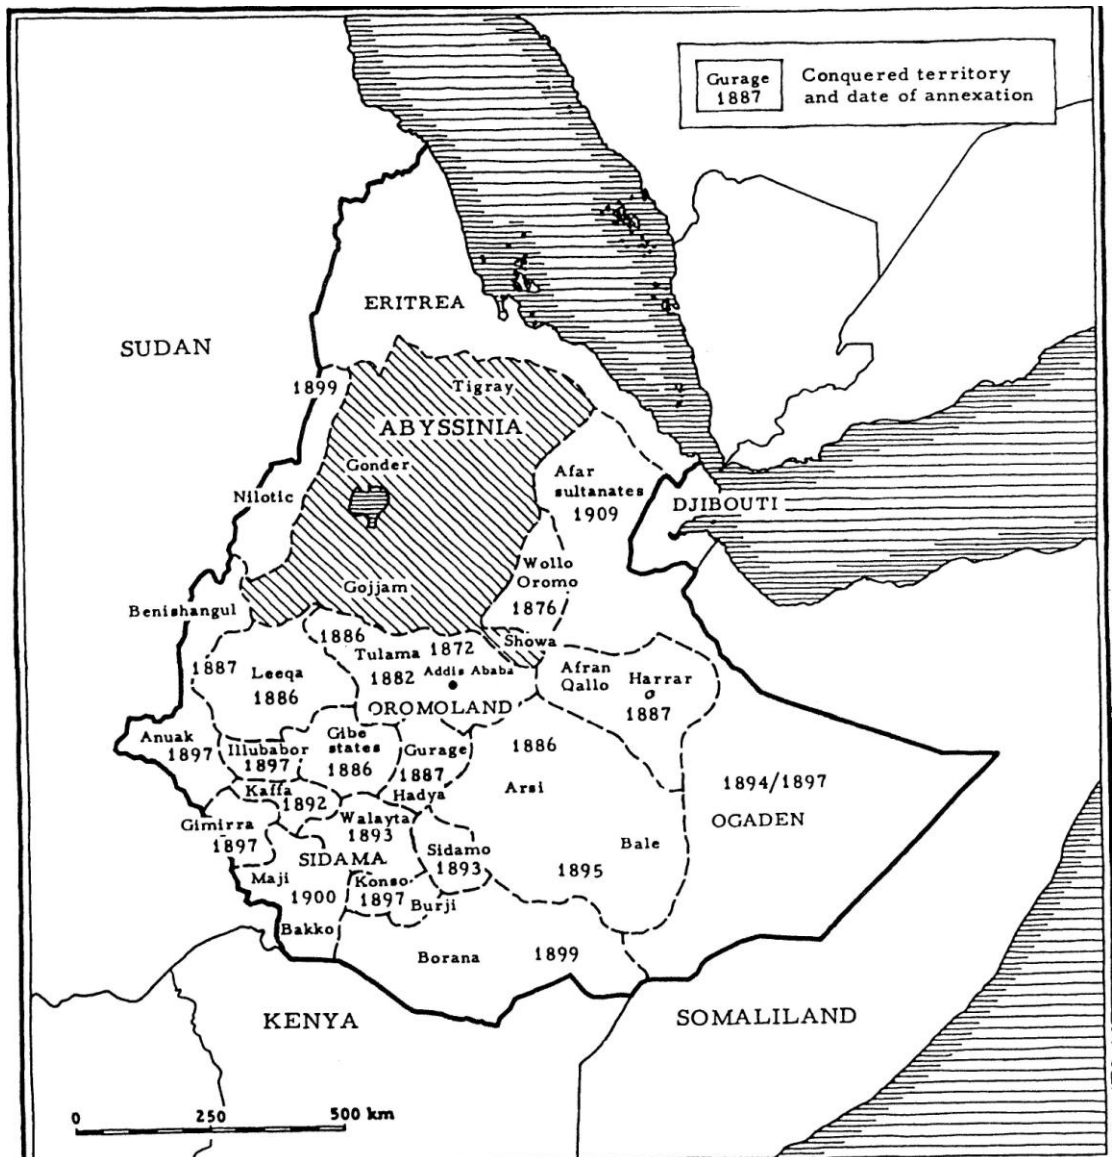 Gurage
1887
Conquered territory
and date of annexation
ERITREA
SUDAN
1899
Tigray
ABYSSINIA
Gonder
Afar
sultanates
1909
Nilotic
DJIBOUTI
Wollo
Oromo
1876
Gojjam
Benishangul
1886
1872
Showa
Tulama
1887
Leeqa
1882
Addis Ababa
Afran
Qallo
Harrar
1886
1887
OROMOLAND
Anuak
1897
Illubabor
1897
Gibe
states
1886
Gurage
1887
1886
Arsi
1894/1897
OGADEN
Kaffa
1892
Hadya
Gimirra
1897
Walayta
1893
Sidamo
1893
Bale
SIDAMA
1895
Maji
1900
Konso
1897
Burji
Bakko
Borana
1899
KENYA
SOMALILAND
0
250
500 km